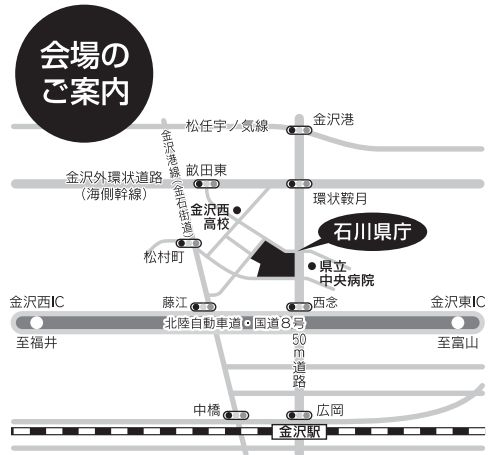 会場の
ご案内
金沢港
松任宇ノ気線
金沢港線(金石街道)
畝田東
金沢外環状道路
(海側幹線)
環状鞍月
金沢西
高校
石川県庁
松村町
県立
中央病院
金沢西IC
藤江
西念
金沢東IC
北陸自動車道・国道8号
至福井
至富山
50m道路
中橋
広岡
金沢駅